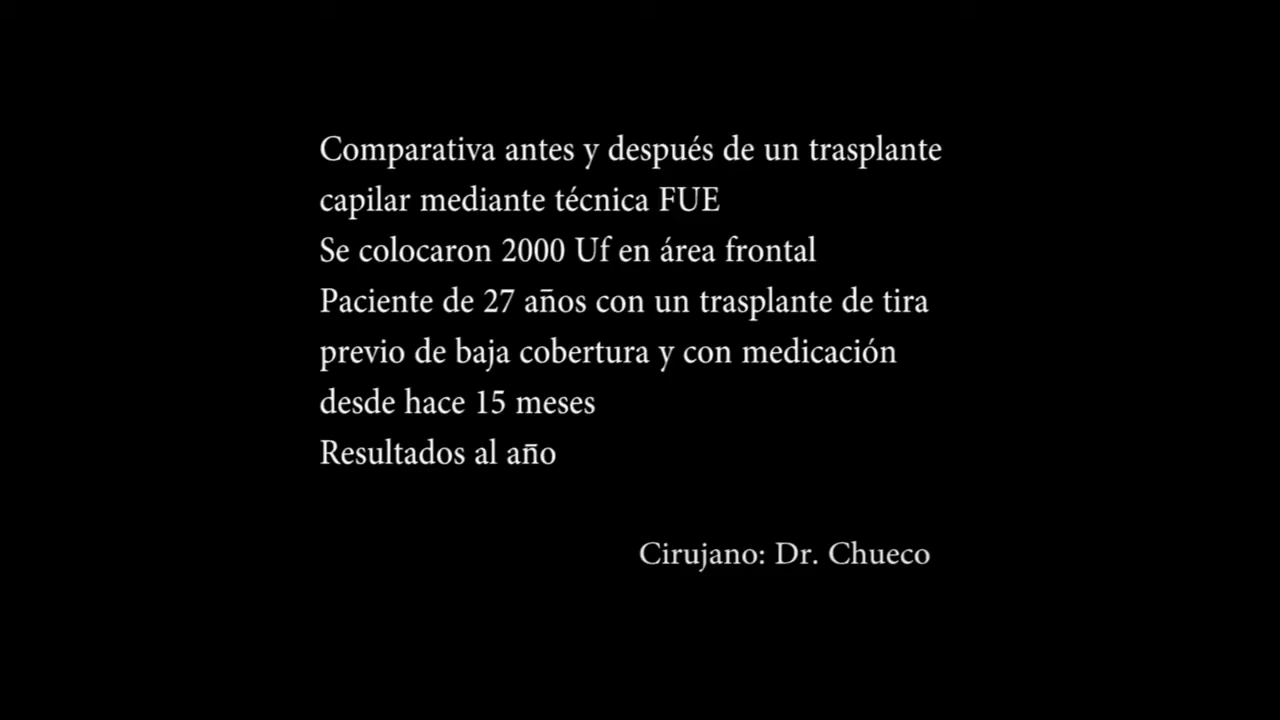 Comparativa antes y después de un trasplante
capilar mediante técnica FUE
Se colocaron 2000 Uf en área frontal
Paciente de 27 años con un trasplante de tira
previo de baja cobertura y con medicación
desde hace 15 meses
Resultados al año
Cirujano: Dr. Chueco